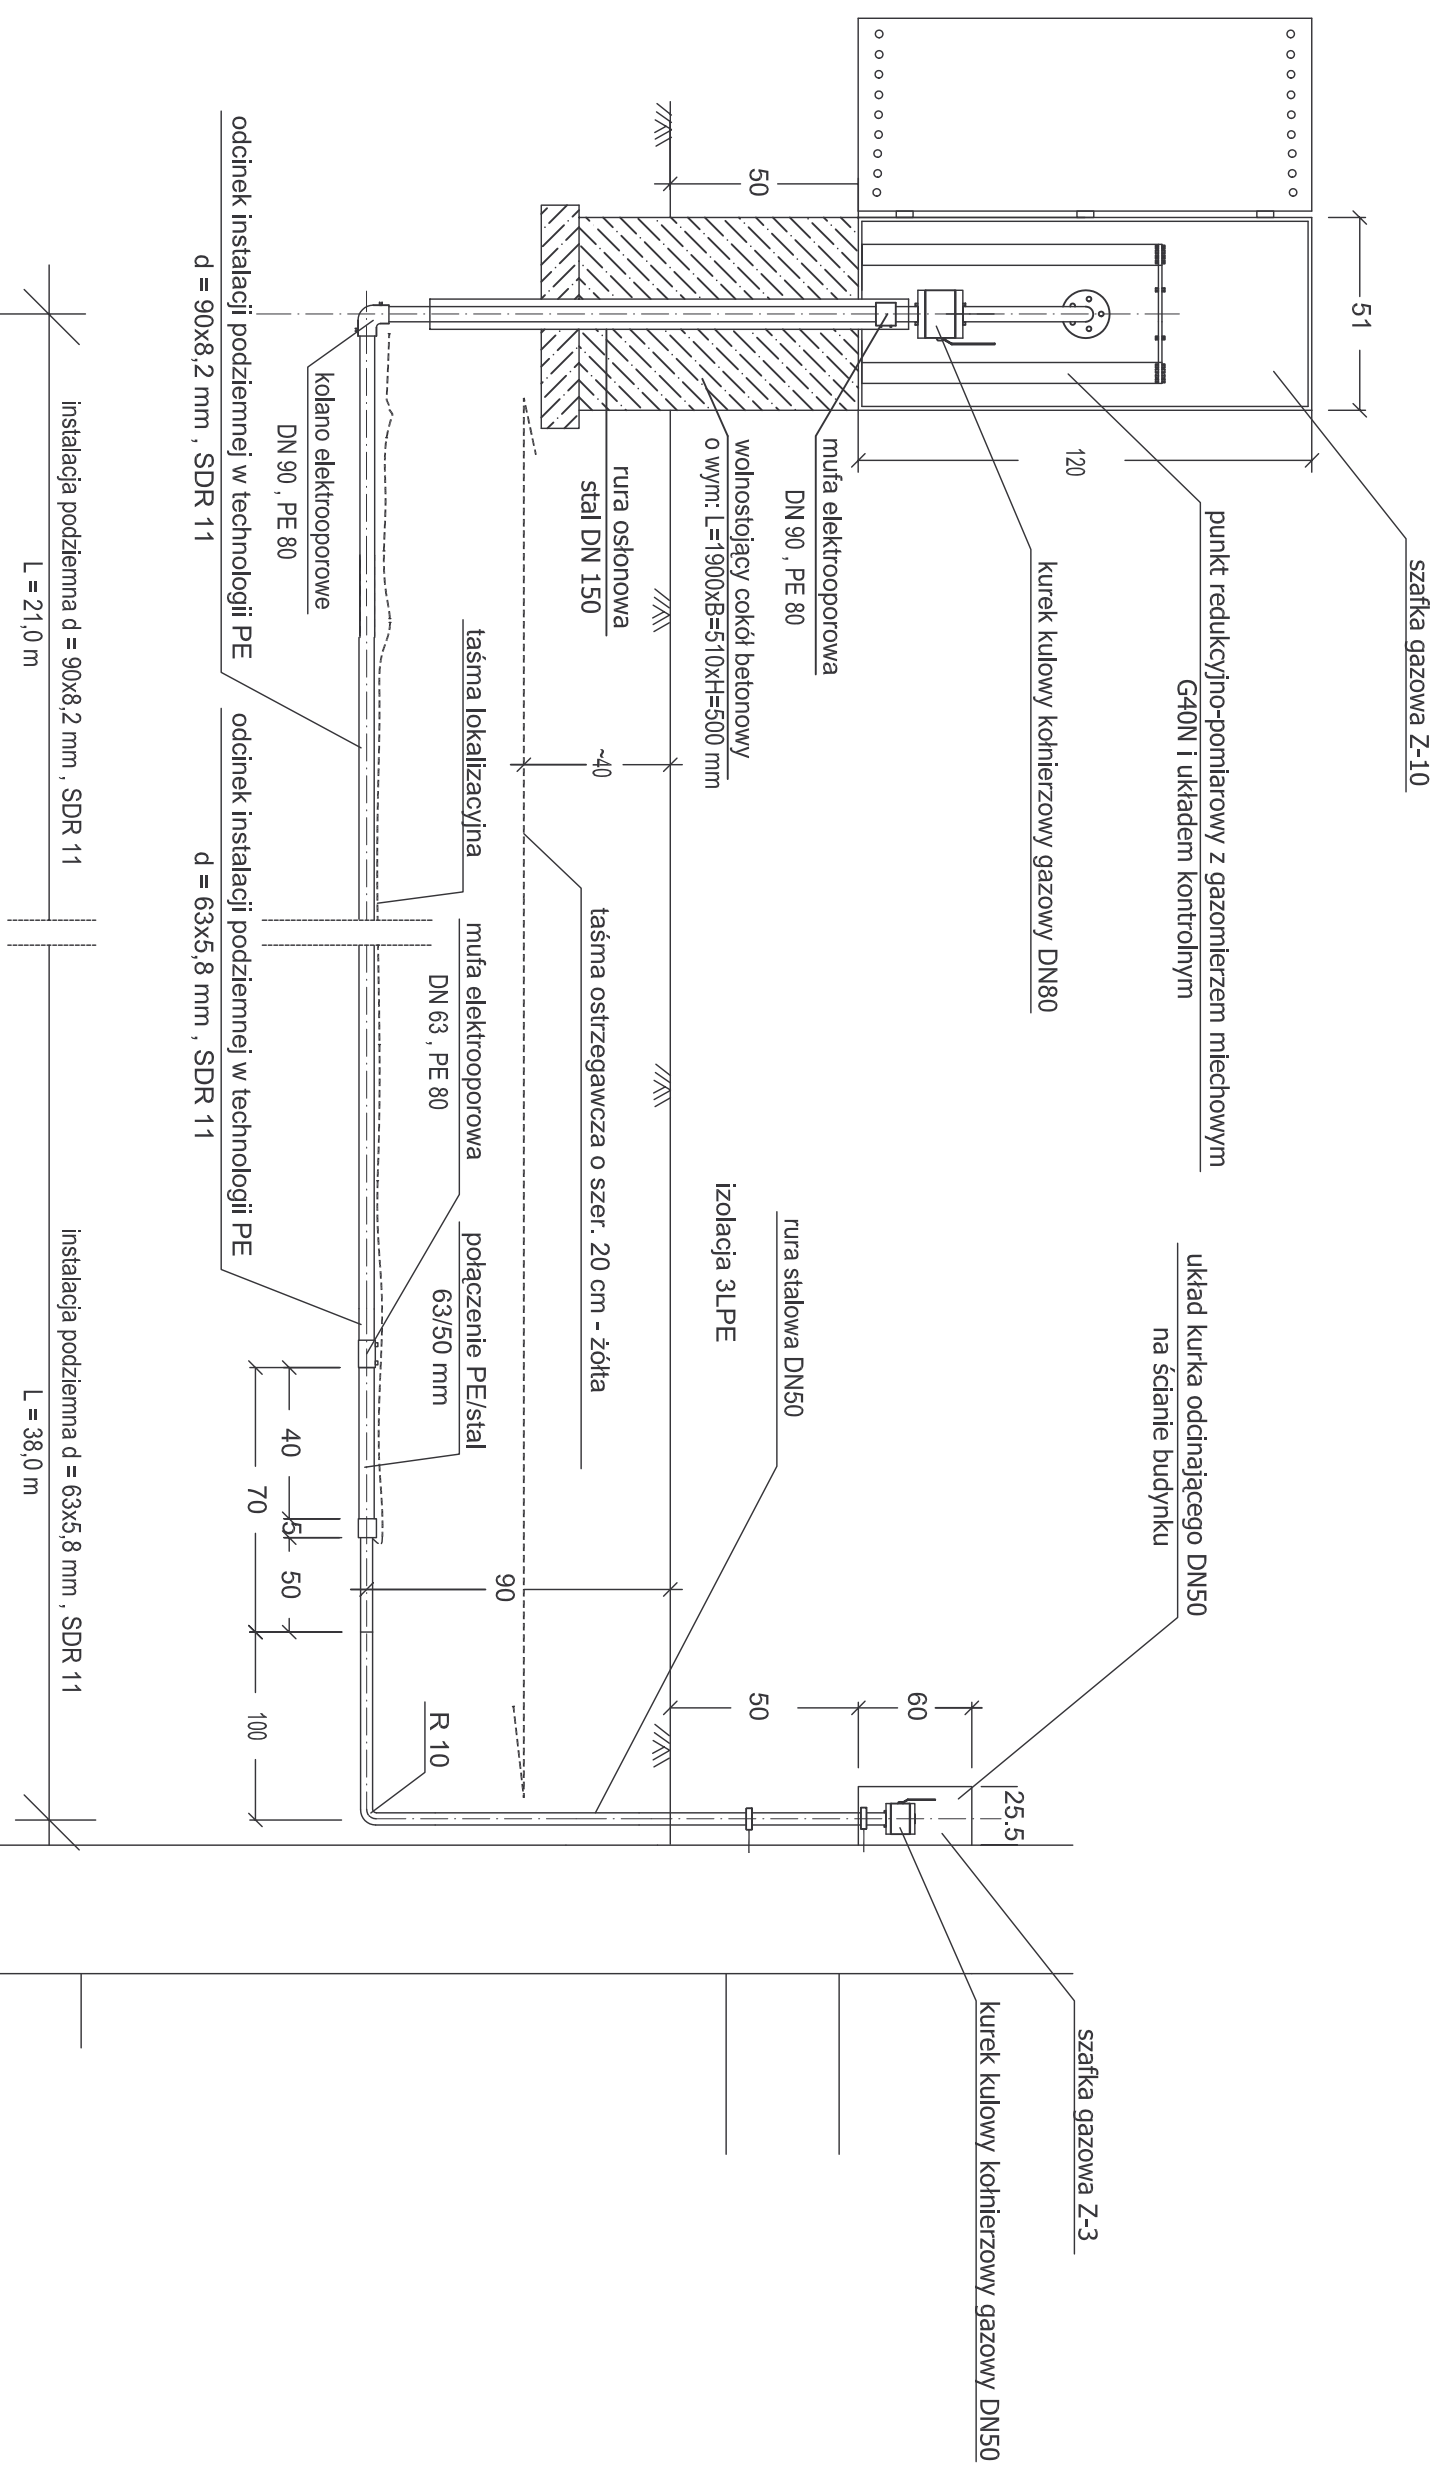 szafka gazowa Z-10
51
punkt redukcyjno-pomiarowy z gazomierzem miechowym
G40N i układem kontrolnym
120
kurek kulowy kołnierzowy gazowy DN80
mufa elektrooporowa
DN 90 , PE 80
wolnostojący cokół betonowy
o wym: L=1900xB=510xH=500 mm
50
rura osłonowa
stal DN 150
~40
taśma ostrzegawcza o szer. 20 cm - żółta
taśma lokalizacyjna
kolano elektrooporowe
DN 90 , PE 80
odcinek instalacji podziemnej w technologii PE
d = 90x8,2 mm , SDR 11
instalacja podziemna d = 90x8,2 mm , SDR 11
L = 21,0 m
układ kurka odcinającego DN50
na ścianie budynku
szafka gazowa Z-3
kurek kulowy kołnierzowy gazowy DN50
25.5
60
50
rura stalowa DN50
izolacja 3LPE
90
mufa elektrooporowa
DN 63 , PE 80
połączenie PE/stal
63/50 mm
R 10
40
5
50
70
100
odcinek instalacji podziemnej w technologii PE
d = 63x5,8 mm , SDR 11
instalacja podziemna d = 63x5,8 mm , SDR 11
L = 38,0 m